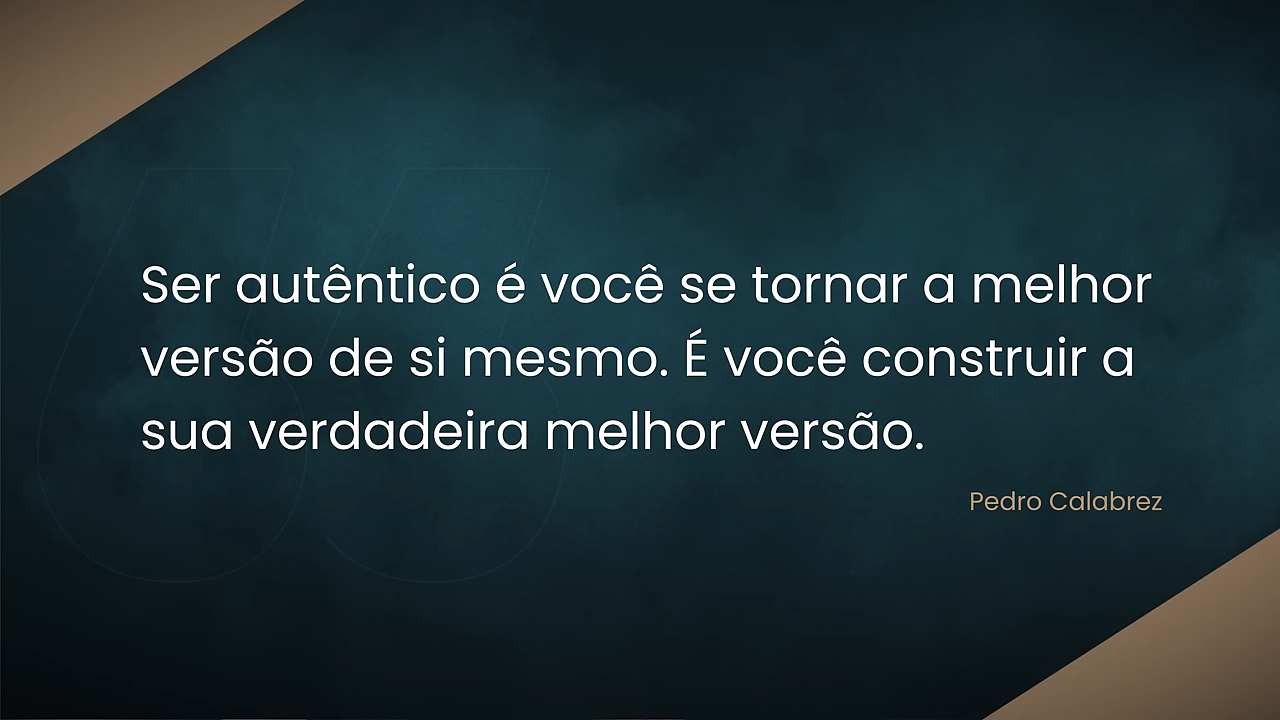 Ser autêntico é você se tornar a melhor
versão de si mesmo. É você construir a
sua verdadeira melhor versão.
Pedro Calabrez